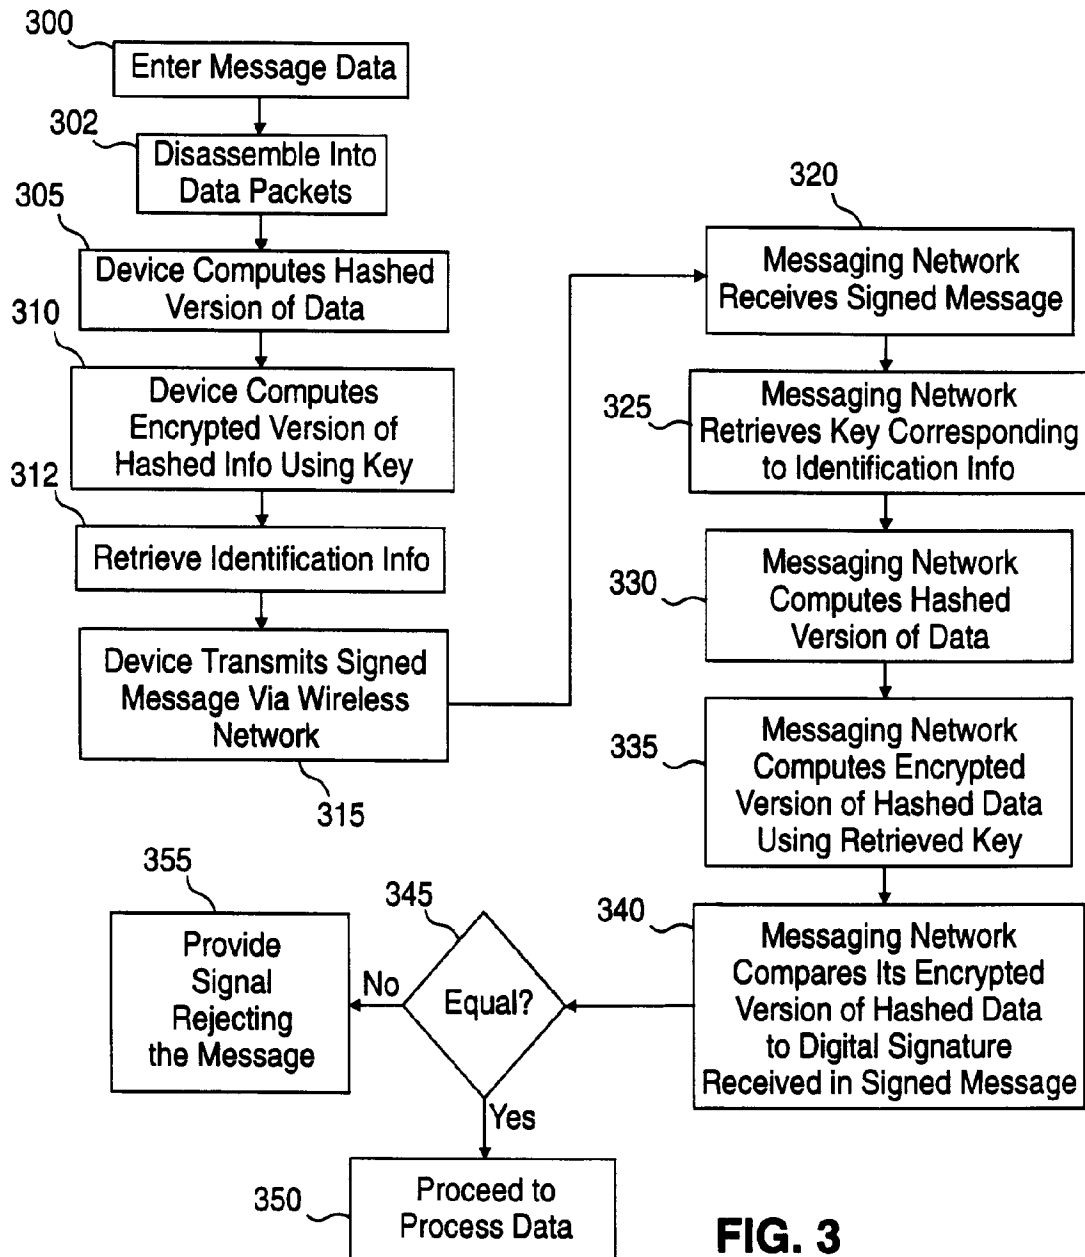 300
Enter Message Data
302
Disassemble Into
Data Packets
305
Device Computes Hashed
Version of Data
310
Device Computes
Encrypted Version of
Hashed Info Using Key
312
Retrieve Identification Info
Device Transmits Signed
Message Via Wireless
Network
315
320
Messaging Network
Receives Signed Message
325
Messaging Network
Retrieves Key Corresponding
to Identification Info
330
Messaging Network
Computes Hashed
Version of Data
335
Messaging Network
Computes Encrypted
Version of Hashed Data
Using Retrieved Key
340
Messaging Network
Compares Its Encrypted
Version of Hashed Data
to Digital Signature
Received in Signed Message
345
Equal?
No
355
Provide
Signal
Rejecting
the Message
Yes
350
Proceed to
Process Data
FIG. 3